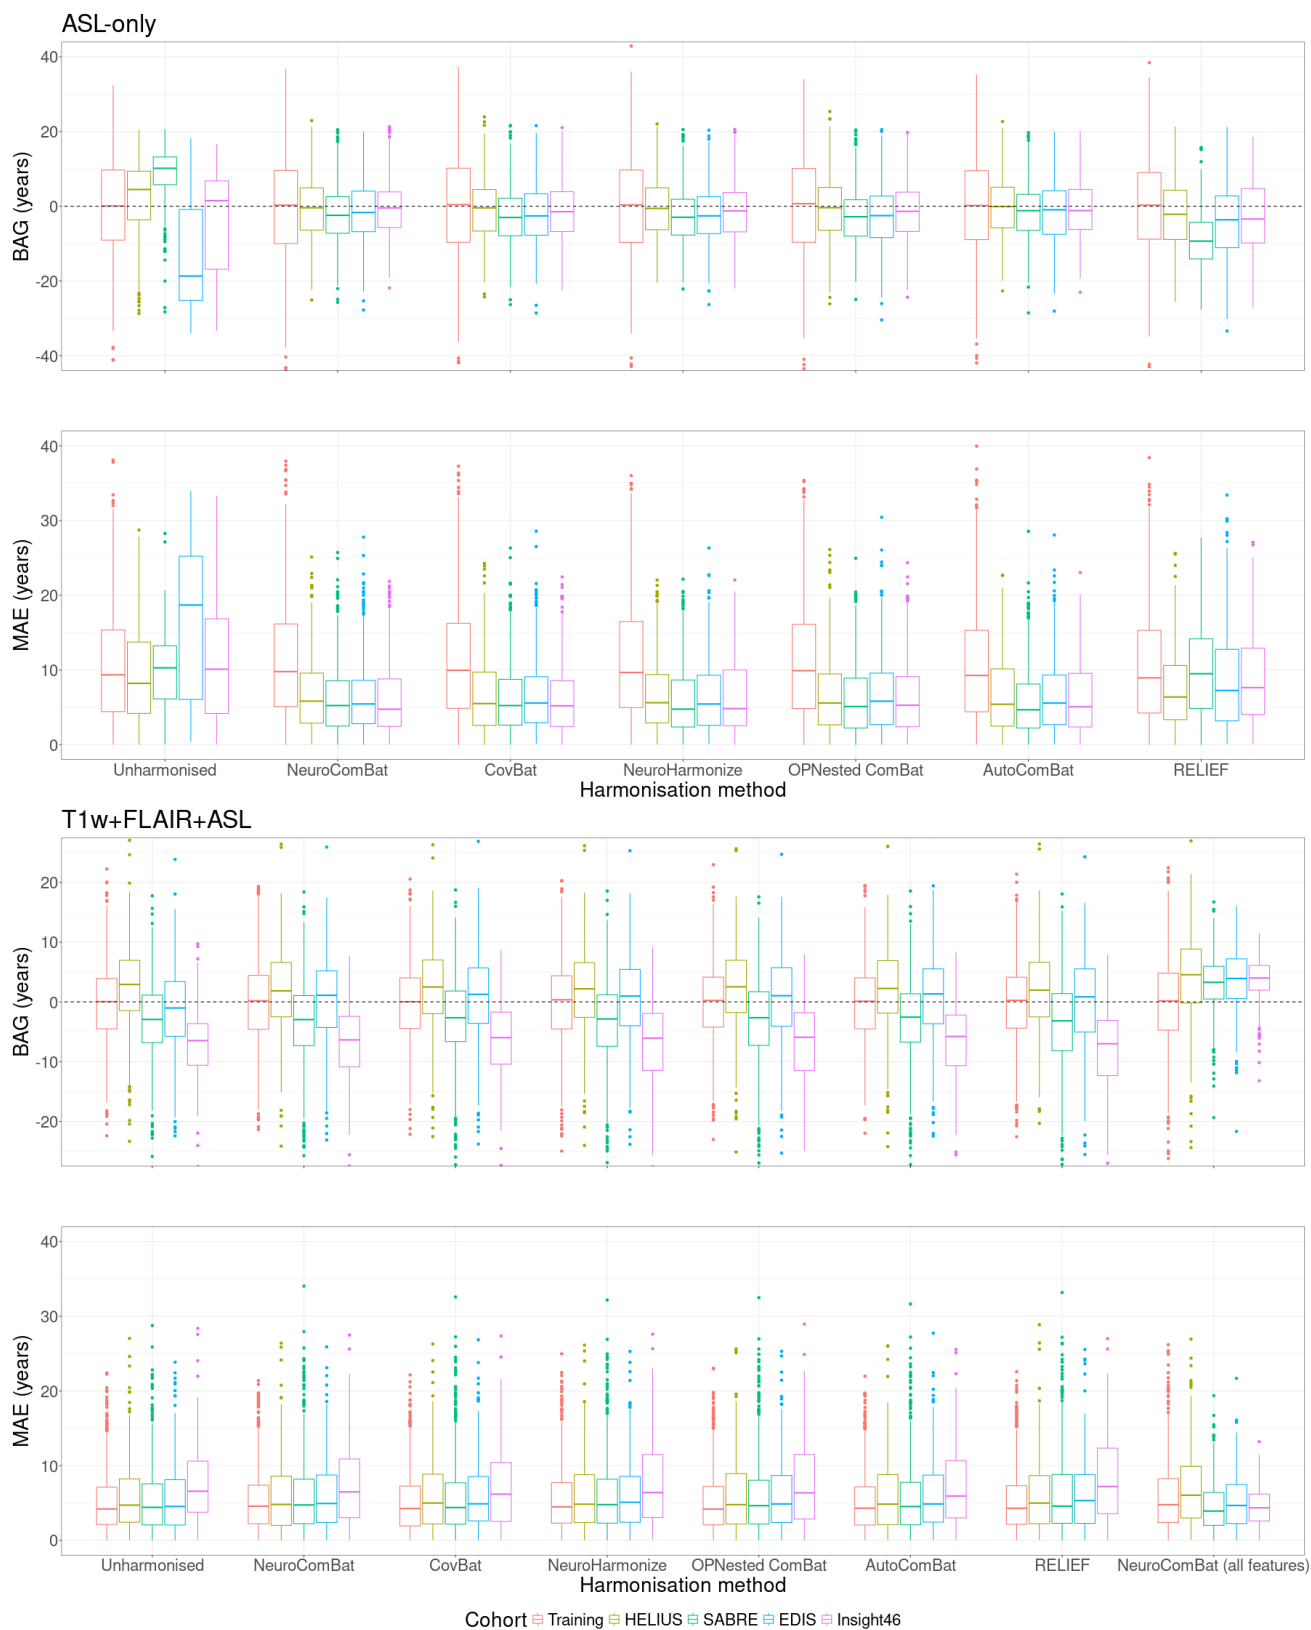 ASL-only
40
20
0
-20
-40
BAG (years)
40
30
20
10
0
MAE (years)
Unharmonised NeuroComBat CovBat NeuroHarmonize OPNested ComBat AutoComBat RELIEF
Harmonisation method
T1w+FLAIR+ASL
20
10
0
-10
-20
BAG (years)
40
30
20
10
0
MAE (years)
Unharmonised NeuroComBat CovBat NeuroHarmonize OPNested ComBat AutoComBat RELIEF NeuroComBat (all features)
Harmonisation method
Cohort Training HELIUS SABRE EDIS Insight46